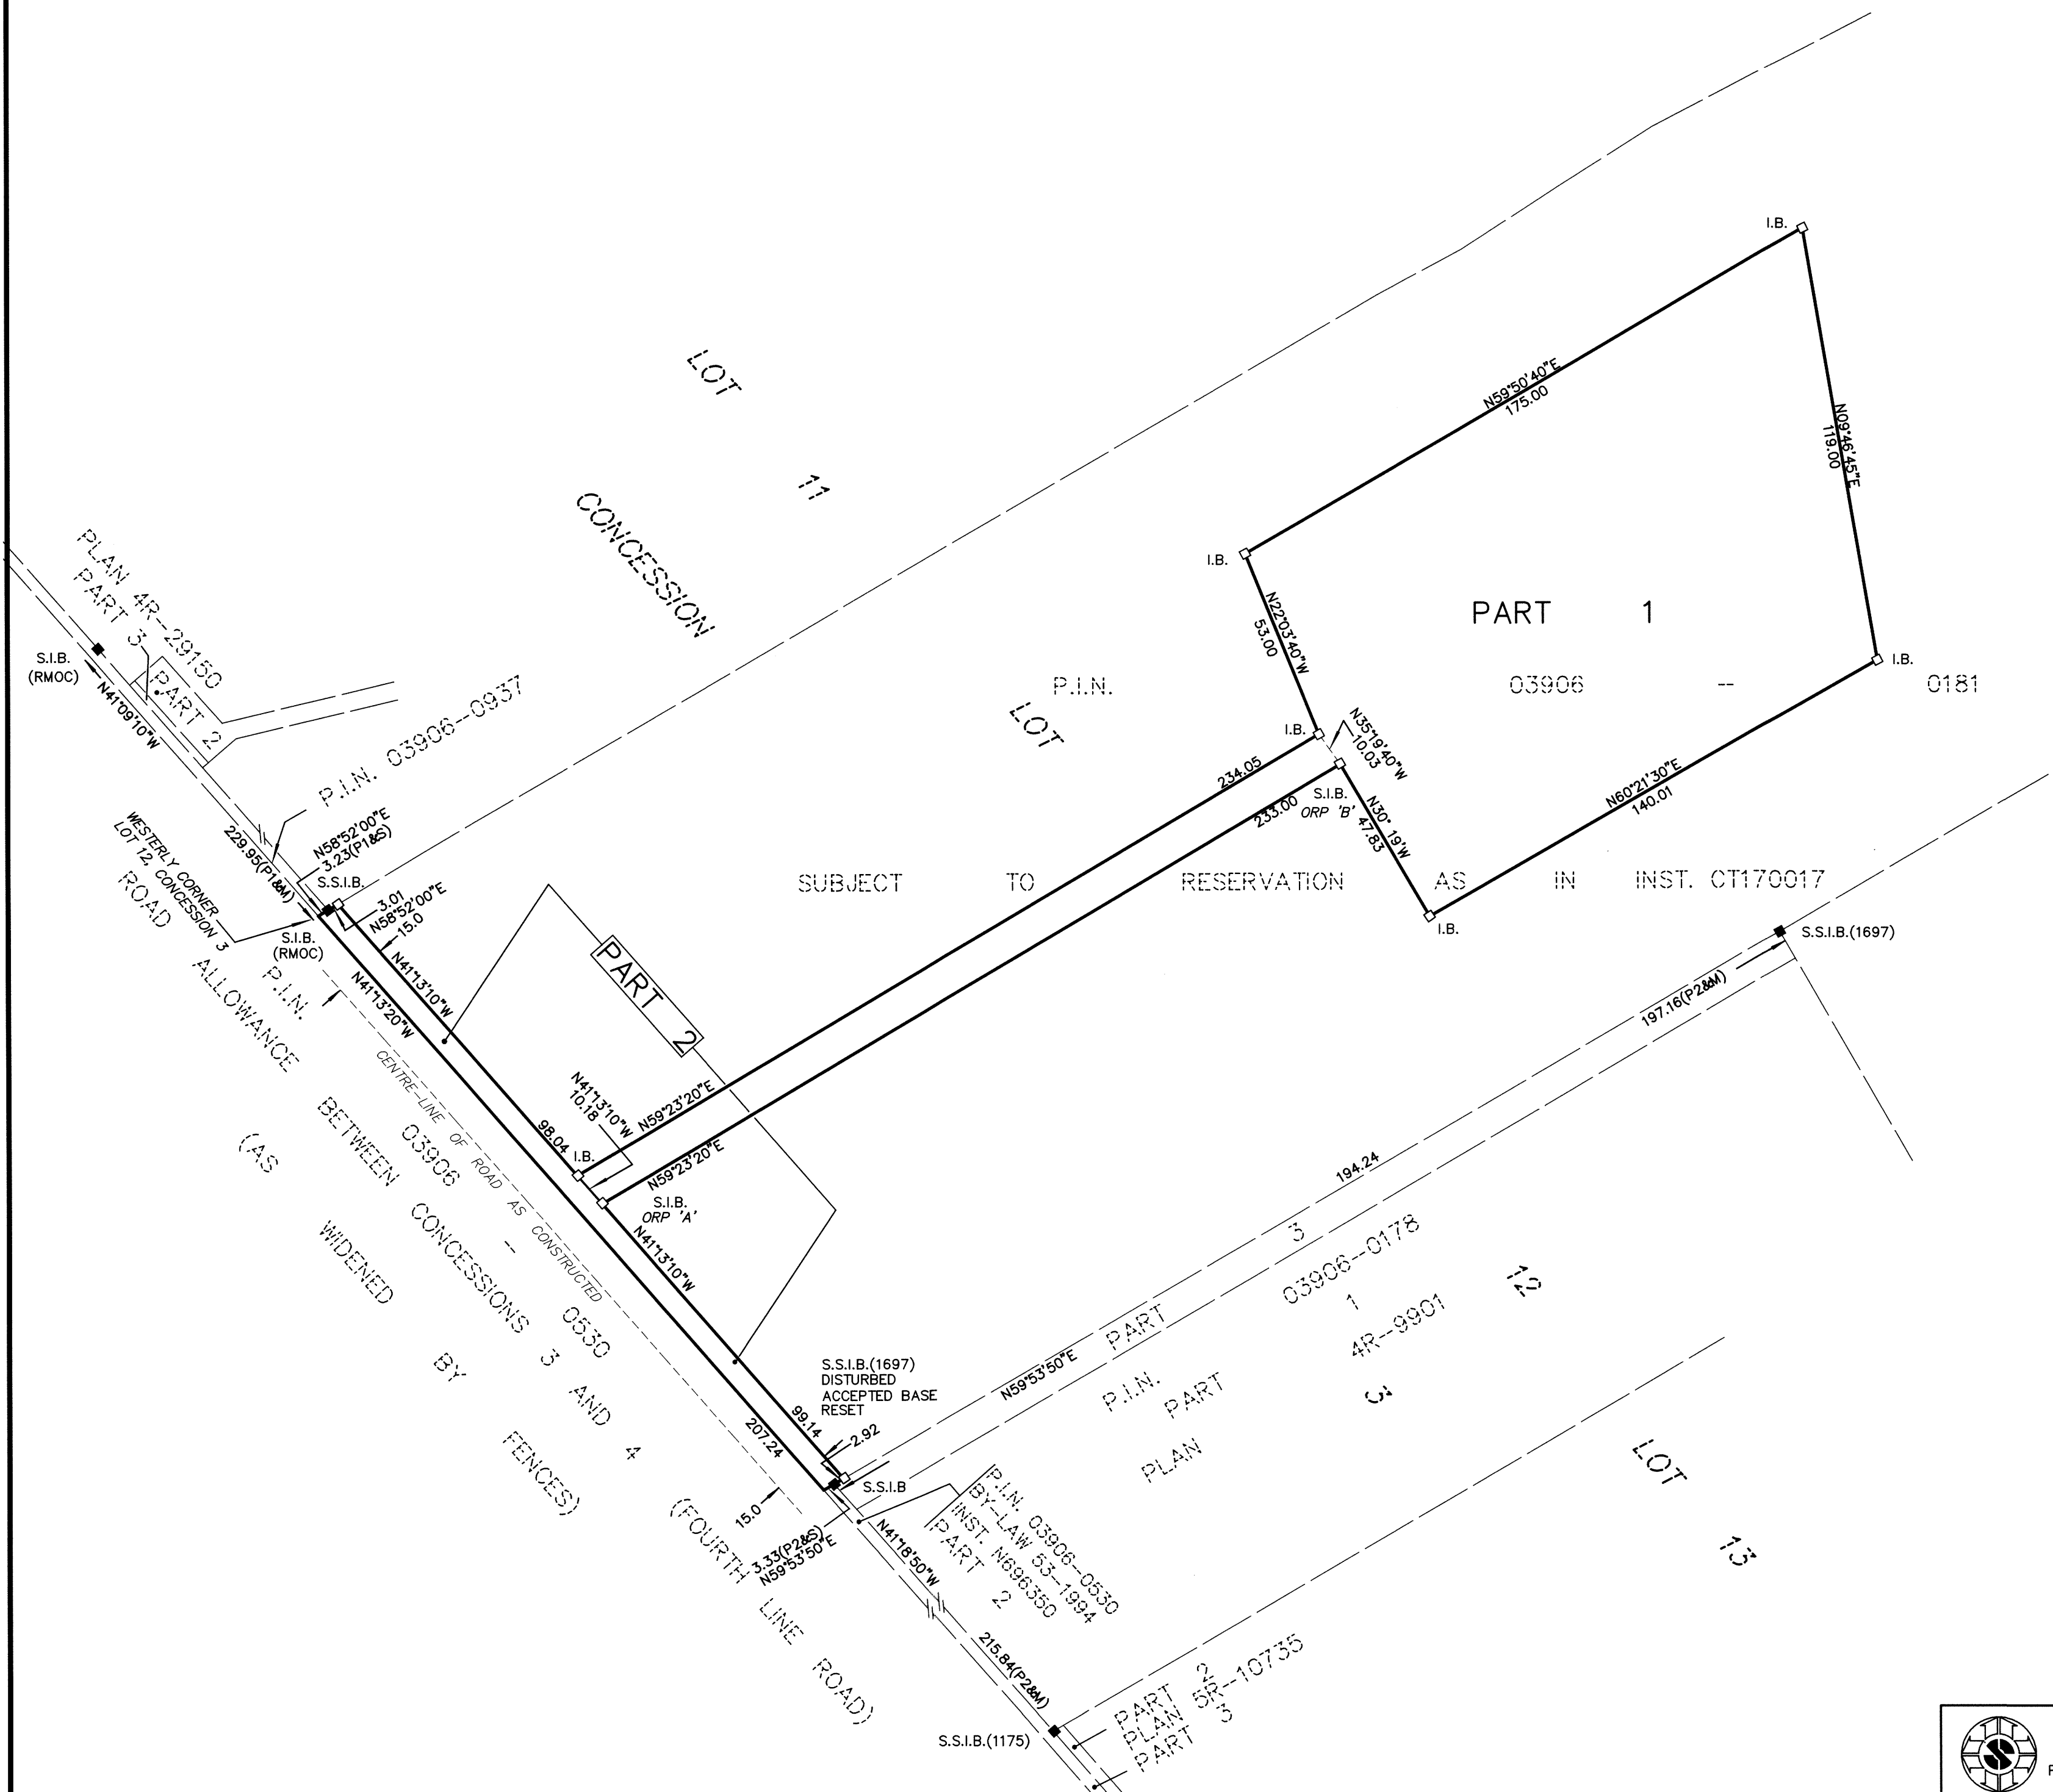 I.B.
N59°50'40"E
175.00
N09°46'45"E
119.00
LOT
11
CONCESSION
I.B.
N22°03'40"W
53.00
PART 1
P.I.N. 03906 -- 0181
I.B.
LOT
I.B.
N35°19'40"W
10.03
234.05
233.00
S.I.B.
ORP 'B'
N30° 19'W
47.83
N60°21'30"E
140.01
I.B.
SUBJECT TO RESERVATION AS IN INST. CT170017
PLAN 4R--29150
PART 3
PART 2
S.I.B.
(RMOC)
N41°09'10"W
P.I.N. 03906--0937
229.95(P1&M)
N58°52'00"E
3.23(P1&S)
S.S.I.B.
WESTERLY CORNER
LOT 12, CONCESSION 3
3.01
N58°52'00"E
15.0
S.I.B.
(RMOC)
N41°13'10"W
N41°13'20"W
PART 2
N41°13'10"W
10.18
98.04
I.B.
N59°23'20"E
N59°23'20"E
S.I.B.
ORP 'A'
N41°13'10"W
ROAD ALLOWANCE BETWEEN CONCESSIONS 3 AND 4
P.I.N. 03906 -- 0530
CENTRE-LINE OF ROAD AS CONSTRUCTED
(AS WIDENED BY FENCES)
(FOURTH LINE ROAD)
S.S.I.B.(1697)
DISTURBED
ACCEPTED BASE
RESET
99.14
2.92
207.24
S.S.I.B
15.0
3.33(P2&S)
N59°53'50"E
N41°18'50"W
P.I.N. 03906--0530
BY-LAW 53-1994
INST. N696350
PART 2
215.84(P2&M)
S.S.I.B.(1175)
PART 2
PLAN 5R--10735
PART 3
S.S.I.B.(1697)
197.16(P2&M)
194.24
N59°53'50"E
PART 3
P.I.N. 03906--0178
PART 1
PLAN 4R--9901
12
3
LOT
13